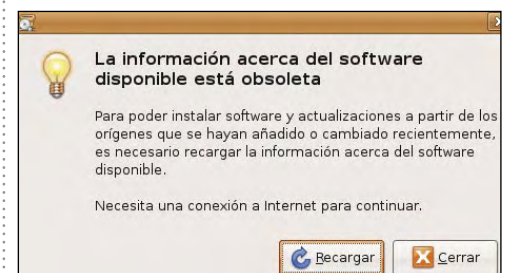 La información acerca del software
disponible está obsoleta
Para poder instalar software y actualizaciones a partir de los
orígenes que se hayan añadido o cambiado recientemente,
es necesario recargar la información acerca del software
disponible.
Necesita una conexión a Internet para continuar.
Recargar
Cerrar